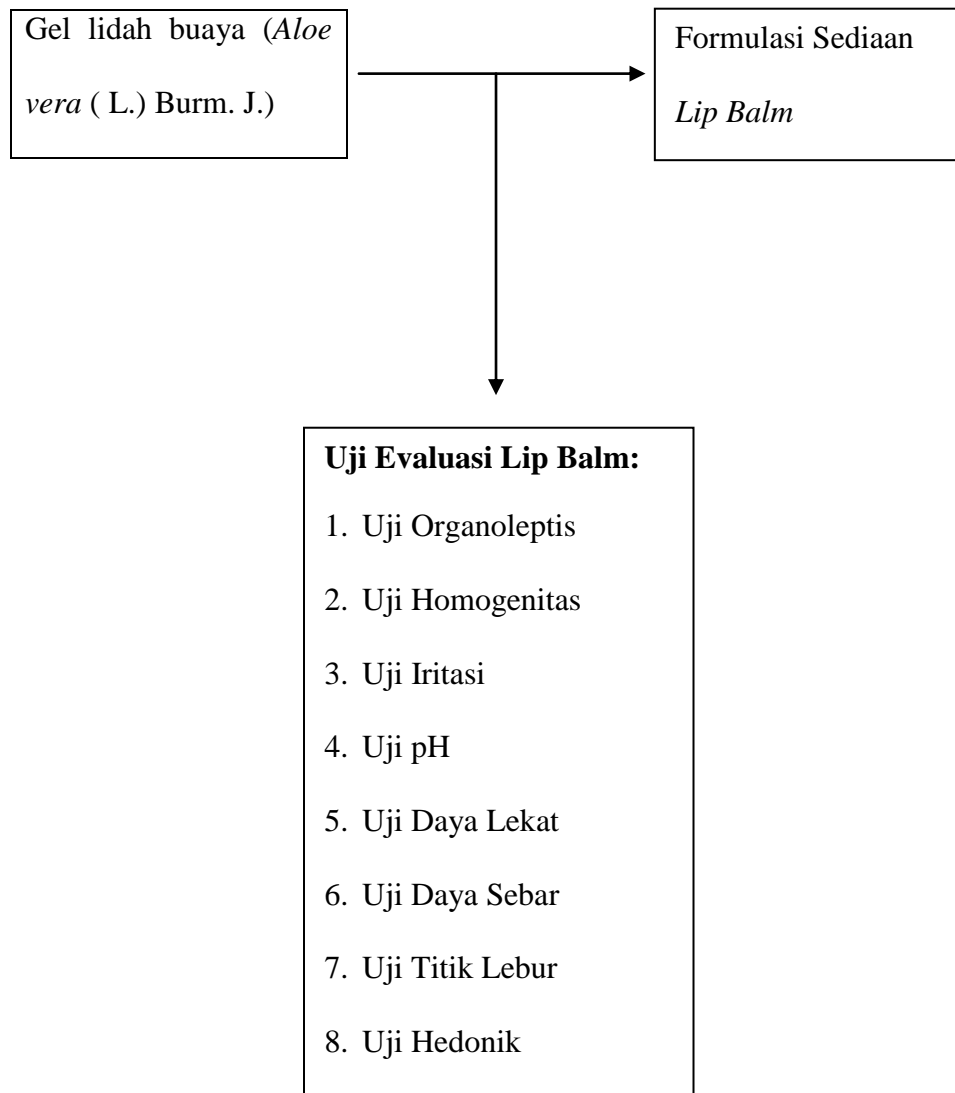 Gel lidah buaya (Aloe
vera ( L.) Burm. J.)
Formulasi Sediaan
Lip Balm
Uji Evaluasi Lip Balm:
1. Uji Organoleptis
2. Uji Homogenitas
3. Uji Iritasi
4. Uji pH
5. Uji Daya Lekat
6. Uji Daya Sebar
7. Uji Titik Lebur
8. Uji Hedonik